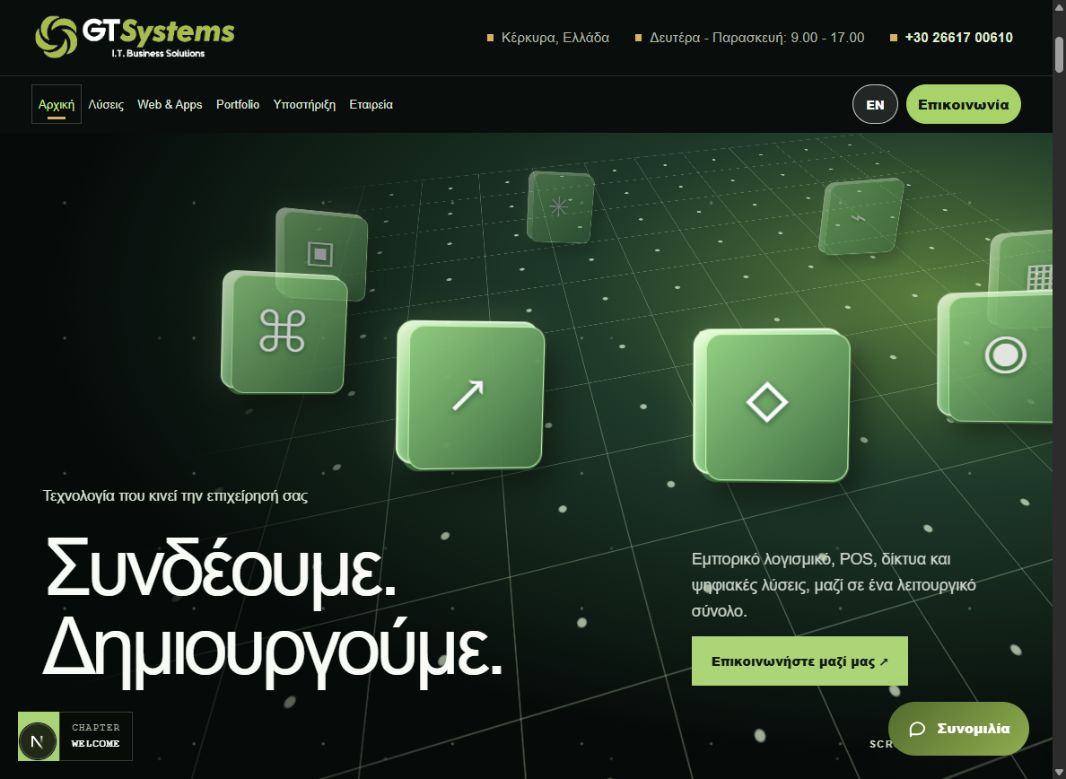 GTSystems
I.T. Business Solutions
Κέρκυρα, Ελλάδα
Δευτέρα - Παρασκευή: 9.00 - 17.00
+30 26617 00610
Αρχική
Λύσεις
Web & Apps
Portfolio
Υποστήριξη
Εταιρεία
EN
Επικοινωνία
Τεχνολογία που κινεί την επιχείρησή σας
Συνδέουμε.
Δημιουργούμε.
Εμπορικό λογισμικό, POS, δίκτυα και
ψηφιακές λύσεις, μαζί σε ένα λειτουργικό
σύνολο.
Επικοινωνήστε μαζί μας ↗
N
CHAPTER
WELCOME
SCR
Συνομιλία